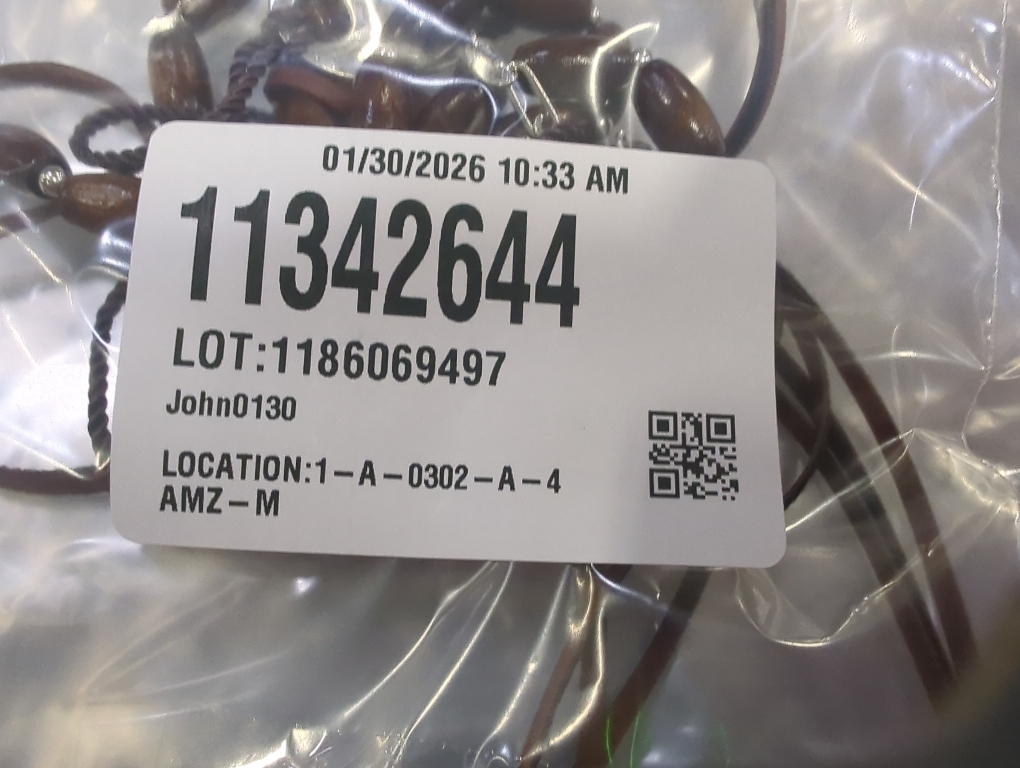 01/30/2026 10:33 AM
11342644
LOT:1186069497
John0130
LOCATION:1-A-0302-A-4
AMZ-M